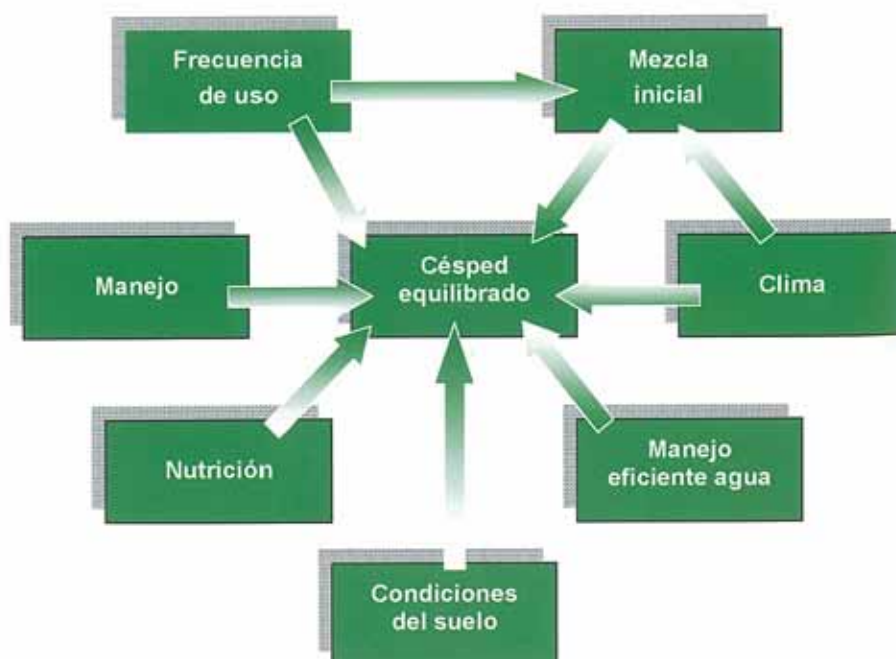 Frecuencia
de uso
Mezcla
inicial
Manejo
Césped
equilibrado
Clima
Nutrición
Manejo
eficiente agua
Condiciones
del suelo